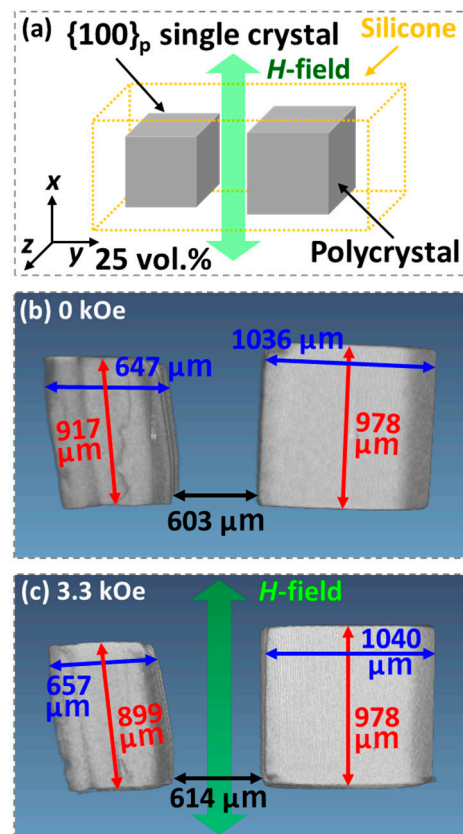 (a)
{100}p single crystal
Silicone
H-field
x
z
y
25 vol.%
Polycrystal
(b) 0 kOe
647 μm
1036 μm
917 μm
978 μm
603 μm
(c) 3.3 kOe
H-field
657 μm
1040 μm
899 μm
978 μm
614 μm